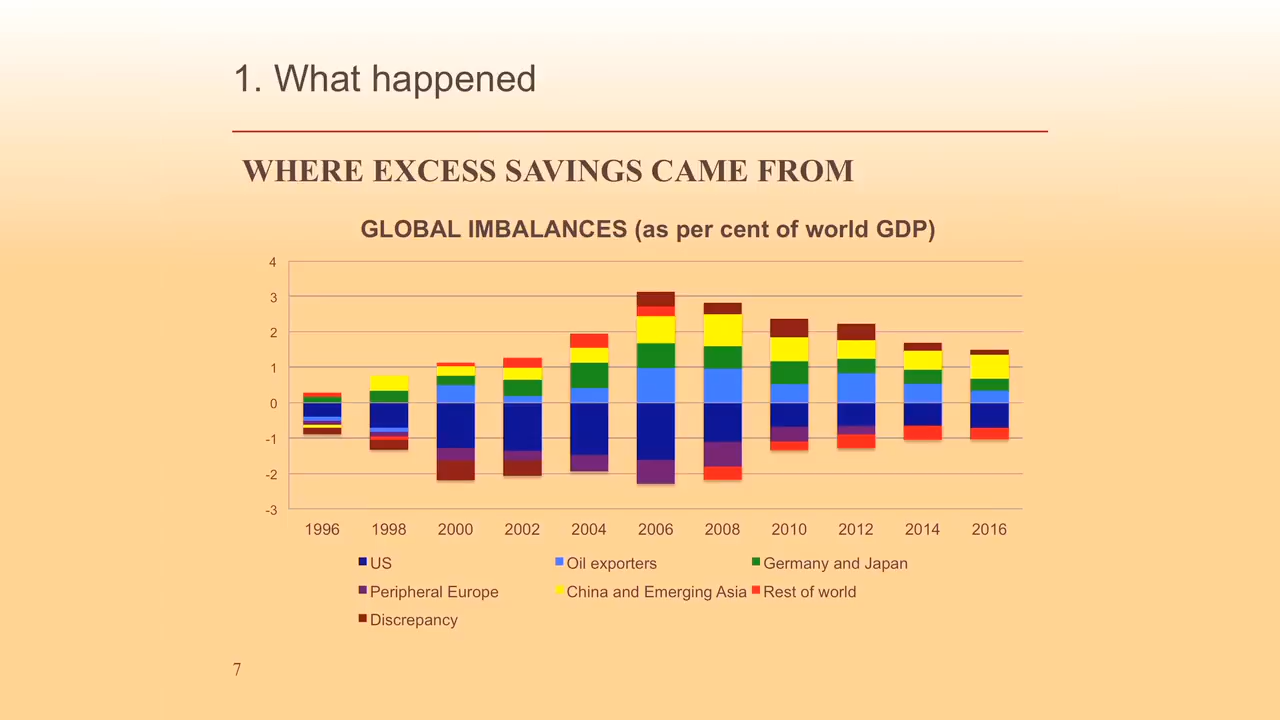 1. What happened
WHERE EXCESS SAVINGS CAME FROM
GLOBAL IMBALANCES (as per cent of world GDP)
4
3
2
1
0
-1
-2
-3
1996 1998 2000 2002 2004 2006 2008 2010 2012 2014 2016
US Oil exporters Germany and Japan
Peripheral Europe China and Emerging Asia Rest of world
Discrepancy
7